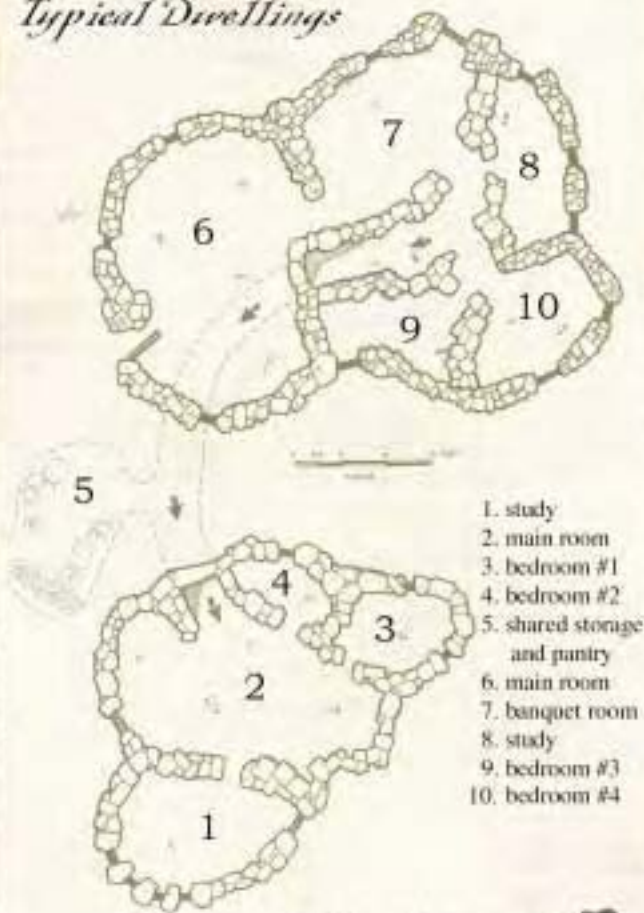 Typical Dwellings
7
8
6
10
9
5
1. study
2. main room
3. bedroom #1
4. bedroom #2
5. shared storage
and pantry
6. main room
7. banquet room
8. study
9. bedroom #3
10. bedroom #4
4
3
2
1